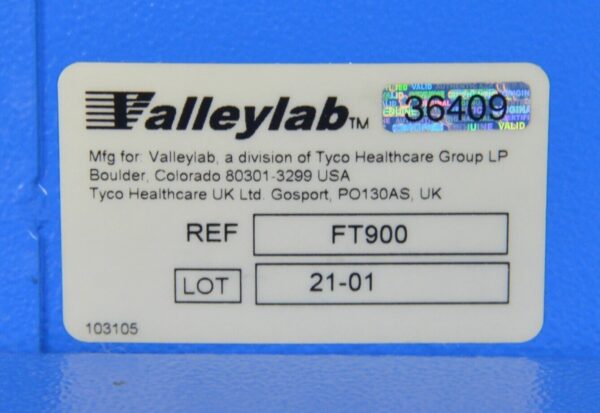 Valleylab™ 36409
Mfg for: Valleylab, a division of Tyco Healthcare Group LP
Boulder, Colorado 80301-3299 USA
Tyco Healthcare UK Ltd. Gosport, PO130AS, UK
REF FT900
LOT 21-01
103105